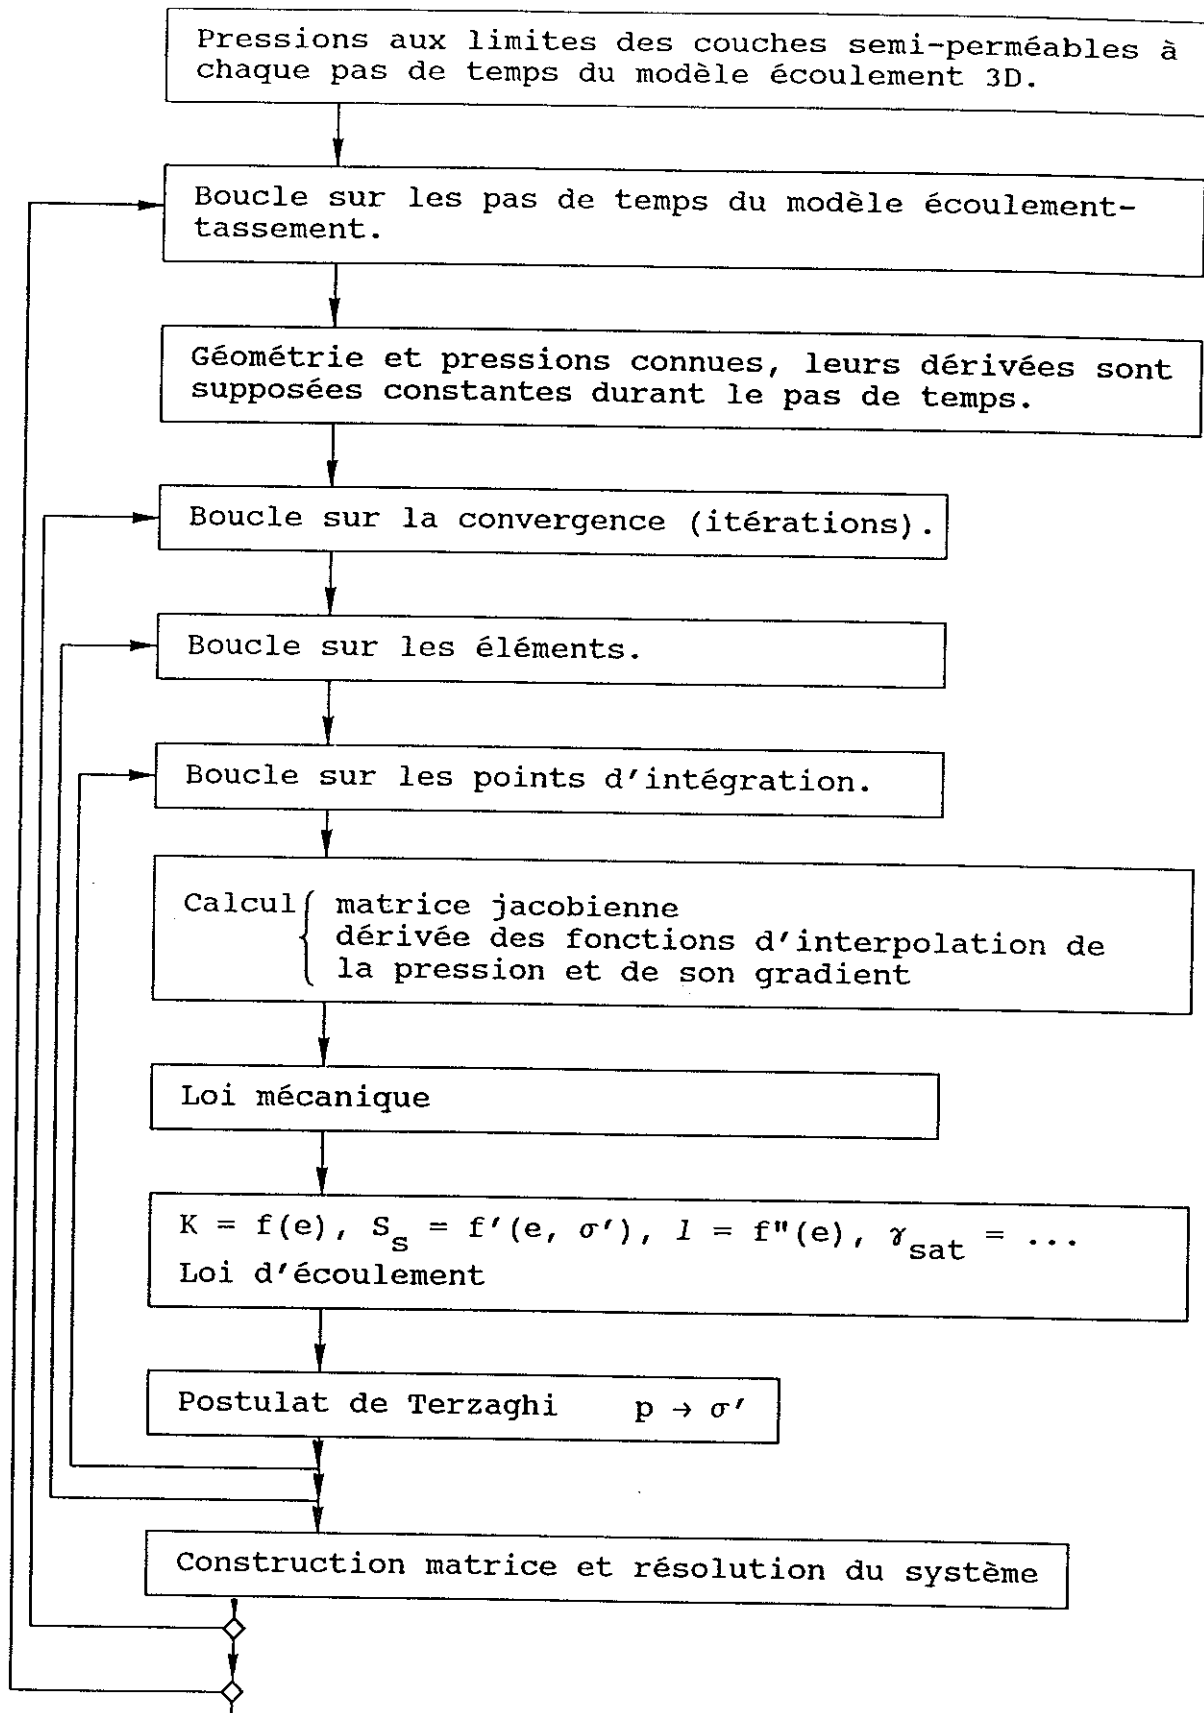 Pressions aux limites des couches semi-perméables à
chaque pas de temps du modèle écoulement 3D.
Boucle sur les pas de temps du modèle écoulement-
tassement.
Géométrie et pressions connues, leurs dérivées sont
supposées constantes durant le pas de temps.
Boucle sur la convergence (itérations).
Boucle sur les éléments.
Boucle sur les points d'intégration.
Calcul { matrice jacobienne
dérivée des fonctions d'interpolation de
la pression et de son gradient
Loi mécanique
K = f(e), S_s = f'(e, σ'), l = f"(e), γ_sat = ...
Loi d'écoulement
Postulat de Terzaghi p → σ'
Construction matrice et résolution du système